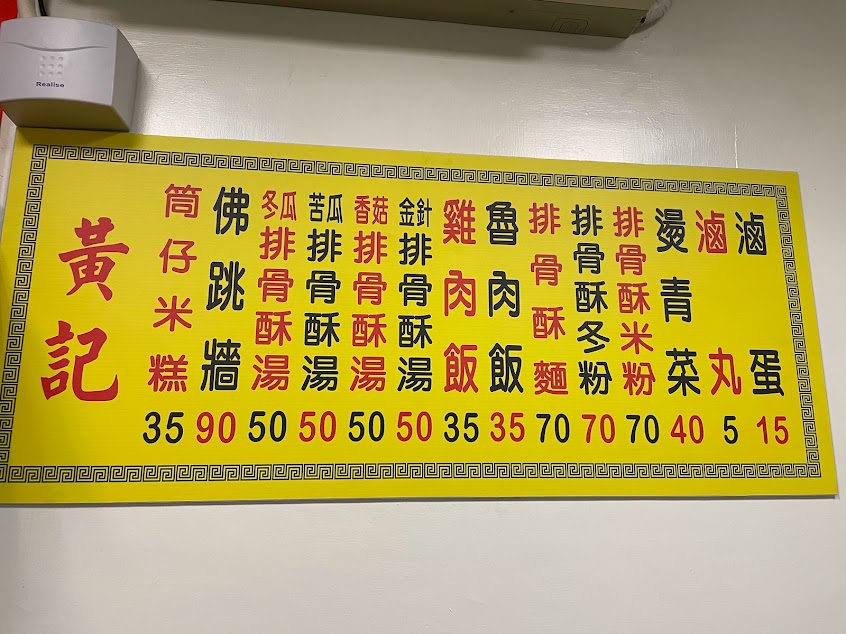 Realise
黃記
筒仔米糕 35
佛跳牆 90
冬瓜排骨酥湯 50
苦瓜排骨酥湯 50
香菇排骨酥湯 50
金針排骨酥湯 50
雞肉飯 35
魯肉飯 35
排骨酥麵 70
排骨酥冬粉 70
排骨酥米粉 70
燙青菜 40
滷丸 5
滷蛋 15